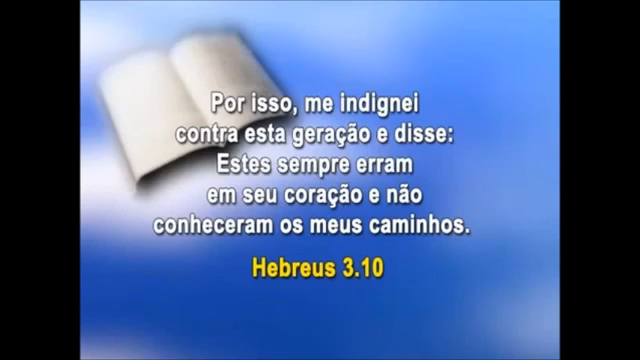 Por isso, me indignei
contra esta geração e disse:
Estes sempre erram
em seu coração e não
conheceram os meus caminhos.
Hebreus 3.10